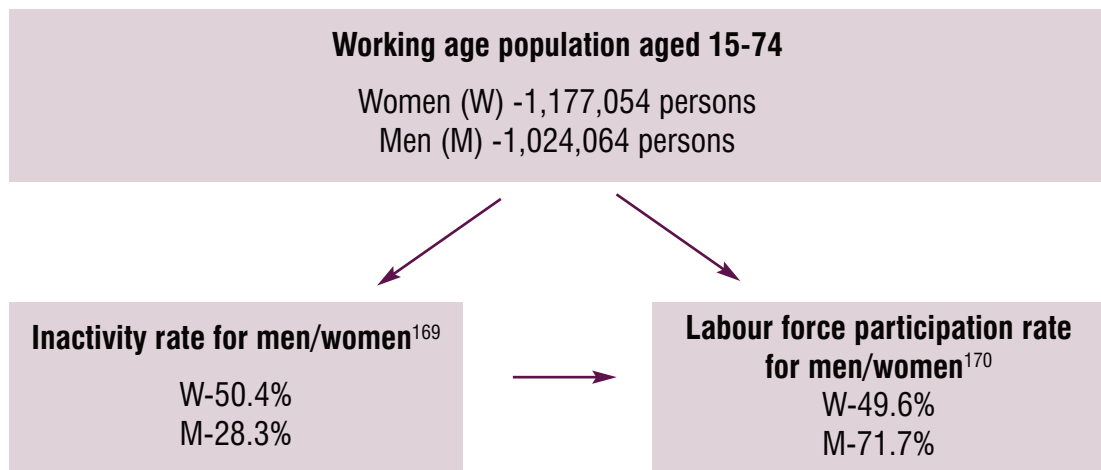 Working age population aged 15-74
Women (W) -1,177,054 persons
Men (M) -1,024,064 persons
Inactivity rate for men/women169
W-50.4%
M-28.3%
Labour force participation rate
for men/women170
W-49.6%
M-71.7%